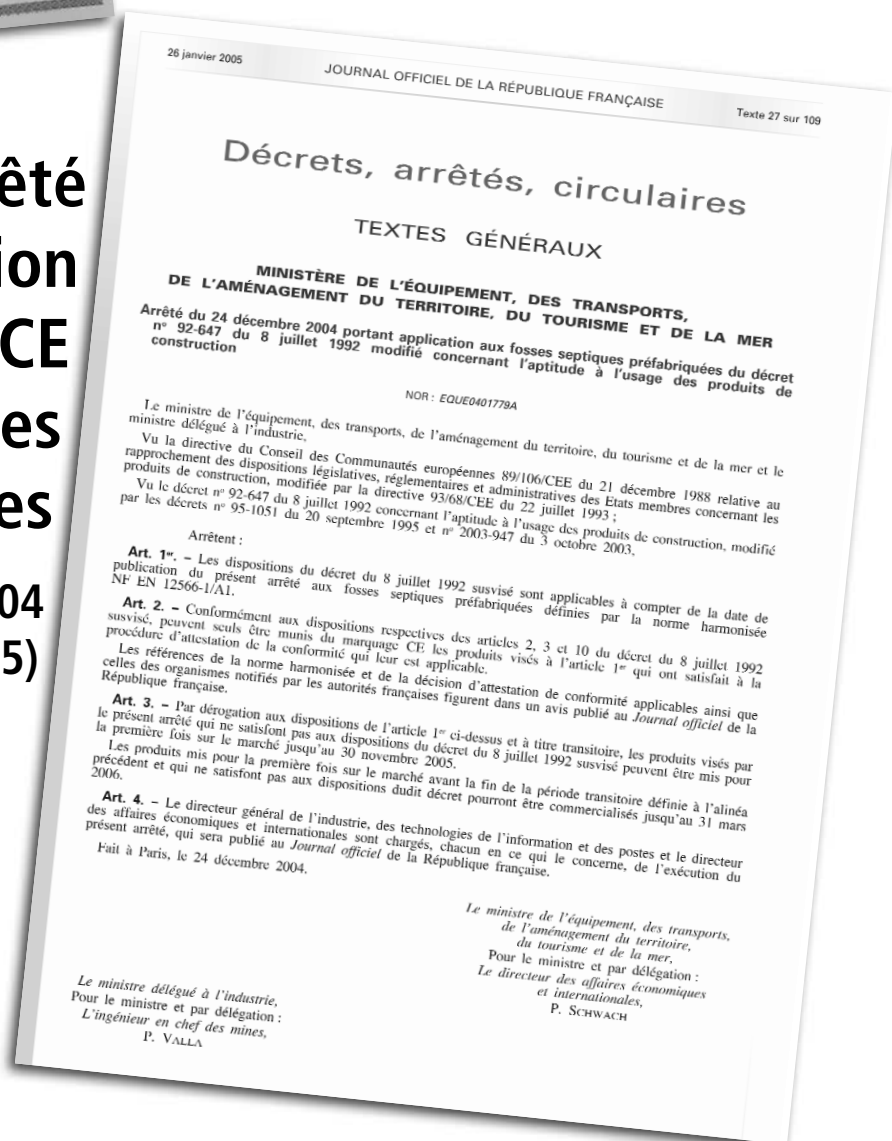 êté
ion
CE
es
es
04
5)
26 janvier 2005
JOURNAL OFFICIEL DE LA RÉPUBLIQUE FRANÇAISE
Texte 27 sur 109
Décrets, arrêtés, circulaires
TEXTES GÉNÉRAUX
MINISTÈRE DE L'ÉQUIPEMENT, DES TRANSPORTS,
DE L'AMÉNAGEMENT DU TERRITOIRE, DU TOURISME ET DE LA MER
Arrêté du 24 décembre 2004 portant application aux fosses septiques préfabriquées du décret
nº 92-647 du 8 juillet 1992 modifié concernant l'aptitude à l'usage des produits de
construction
NOR : EQUE0401779A
Le ministre de l'équipement, des transports, de l'aménagement du territoire, du tourisme et de la mer et le
ministre délégué à l'industrie,
Vu la directive du Conseil des Communautés européennes 89/106/CEE du 21 décembre 1988 relative au
rapprochement des dispositions législatives, réglementaires et administratives des Etats membres concernant les
produits de construction, modifiée par la directive 93/68/CEE du 22 juillet 1993 ;
Vu le décret nº 92-647 du 8 juillet 1992 concernant l'aptitude à l'usage des produits de construction, modifié
par les décrets nº 95-1051 du 20 septembre 1995 et nº 2003-947 du 3 octobre 2003,
Arrêtent :
Art. 1er. – Les dispositions du décret du 8 juillet 1992 susvisé sont applicables à compter de la date de
publication du présent arrêté aux fosses septiques préfabriquées définies par la norme harmonisée
NF EN 12566-1/A1.
Art. 2. – Conformément aux dispositions respectives des articles 2, 3 et 10 du décret du 8 juillet 1992
susvisé, peuvent seuls être munis du marquage CE les produits visés à l'article 1er qui ont satisfait à la
procédure d'attestation de la conformité qui leur est applicable.
Les références de la norme harmonisée et de la décision d'attestation de conformité applicables ainsi que
celles des organismes notifiés par les autorités françaises figurent dans un avis publié au Journal officiel de la
République française.
Art. 3. – Par dérogation aux dispositions de l'article 1er ci-dessus et à titre transitoire, les produits visés par
le présent arrêté qui ne satisfont pas aux dispositions du décret du 8 juillet 1992 susvisé peuvent être mis pour
la première fois sur le marché jusqu'au 30 novembre 2005.
Les produits mis pour la première fois sur le marché avant la fin de la période transitoire définie à l'alinéa
précédent et qui ne satisfont pas aux dispositions dudit décret pourront être commercialisés jusqu'au 31 mars
2006.
Art. 4. – Le directeur général de l'industrie, des technologies de l'information et des postes et le directeur
des affaires économiques et internationales sont chargés, chacun en ce qui le concerne, de l'exécution du
présent arrêté, qui sera publié au Journal officiel de la République française.
Fait à Paris, le 24 décembre 2004.
Le ministre de l'équipement, des transports,
de l'aménagement du territoire,
du tourisme et de la mer,
Pour le ministre et par délégation :
Le directeur des affaires économiques
et internationales,
P. SCHWACH
Le ministre délégué à l'industrie,
Pour le ministre et par délégation :
L'ingénieur en chef des mines,
P. VALLA